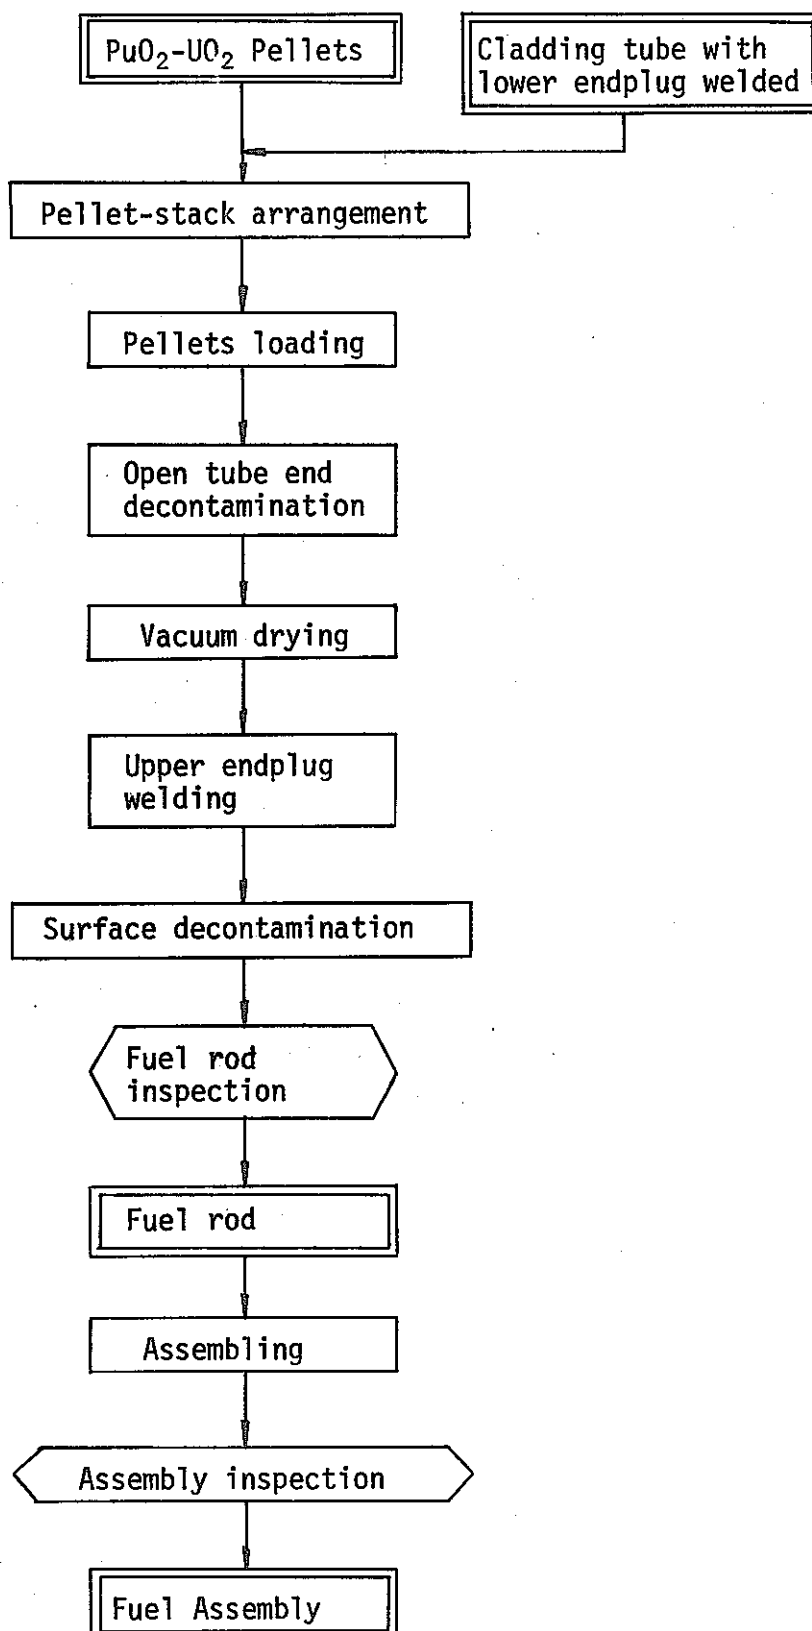 PuO₂-UO₂ Pellets
Cladding tube with
lower endplug welded
Pellet-stack arrangement
Pellets loading
Open tube end
decontamination
Vacuum drying
Upper endplug
welding
Surface decontamination
Fuel rod
inspection
Fuel rod
Assembling
Assembly inspection
Fuel Assembly